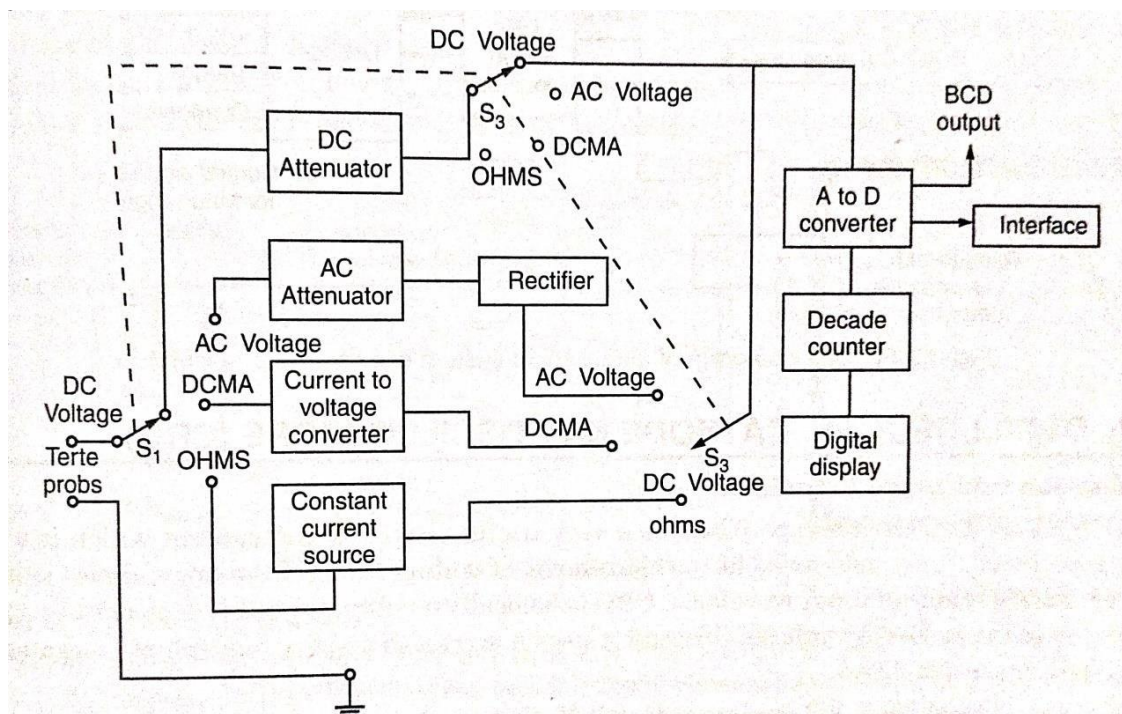 DC Voltage
S3
AC Voltage
DCMA
OHMS
DC
Attenuator
BCD
output
A to D
converter
Interface
AC
Attenuator
Rectifier
AC Voltage
Decade
counter
DC
Voltage
S1
DCMA
Current to
voltage
converter
AC Voltage
DCMA
S3
Digital
display
Terte
probs
OHMS
Constant
current
source
DC Voltage
ohms